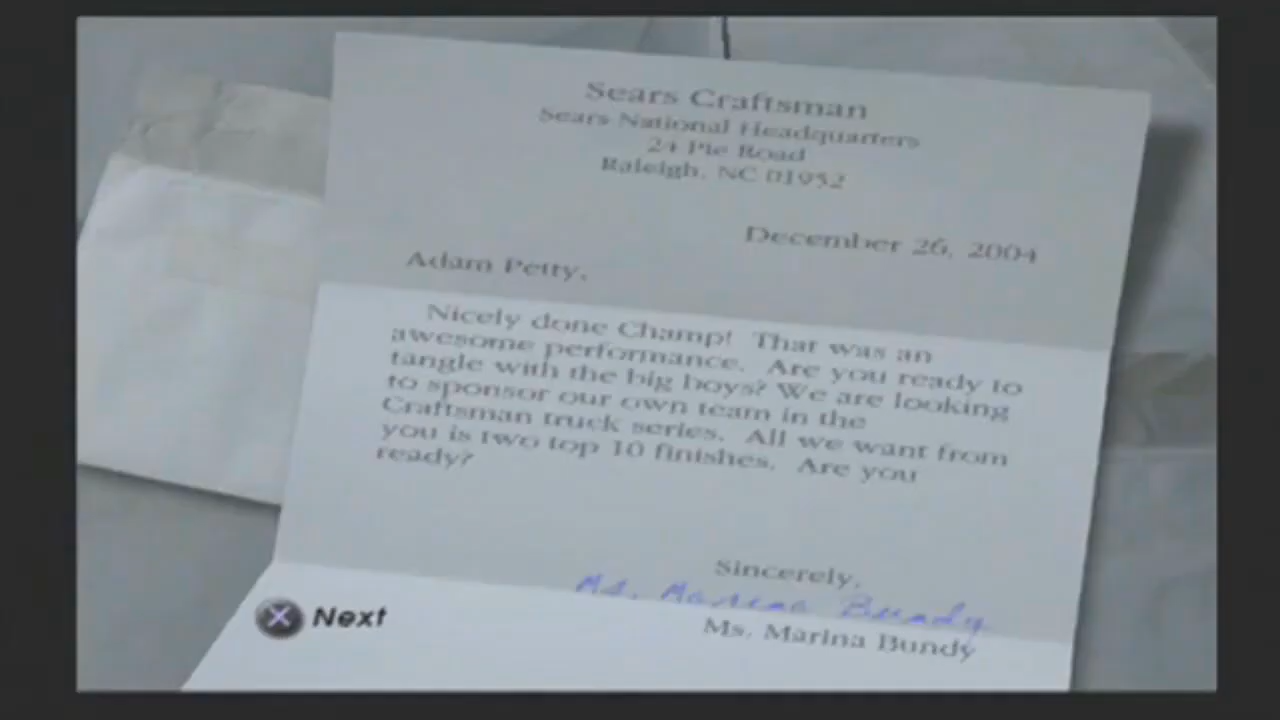 Sears Craftsman
Sears National Headquarters
24 Pie Road
Raleigh, NC 01952
December 26, 2004
Adam Petty,
Nicely done Champ! That was an
awesome performance. Are you ready to
tangle with the big boys? We are looking
to sponsor our own team in the
Craftsman truck series. All we want from
you is two top 10 finishes. Are you
ready?
Sincerely,
Ms. Marina Bundy
Ms. Marina Bundy
Next